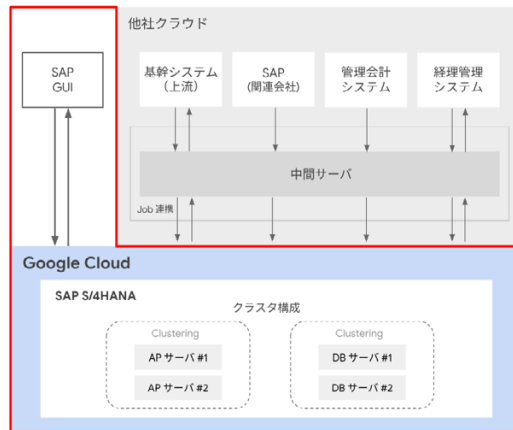 他社クラウド
SAP
GUI
基幹システム
(上流)
SAP
(関連会社)
管理会計
システム
経理管理
システム
中間サーバ
Job 連携
Google Cloud
SAP S/4HANA
クラスタ構成
Clustering
AP サーバ #1
AP サーバ #2
Clustering
DB サーバ #1
DB サーバ #2